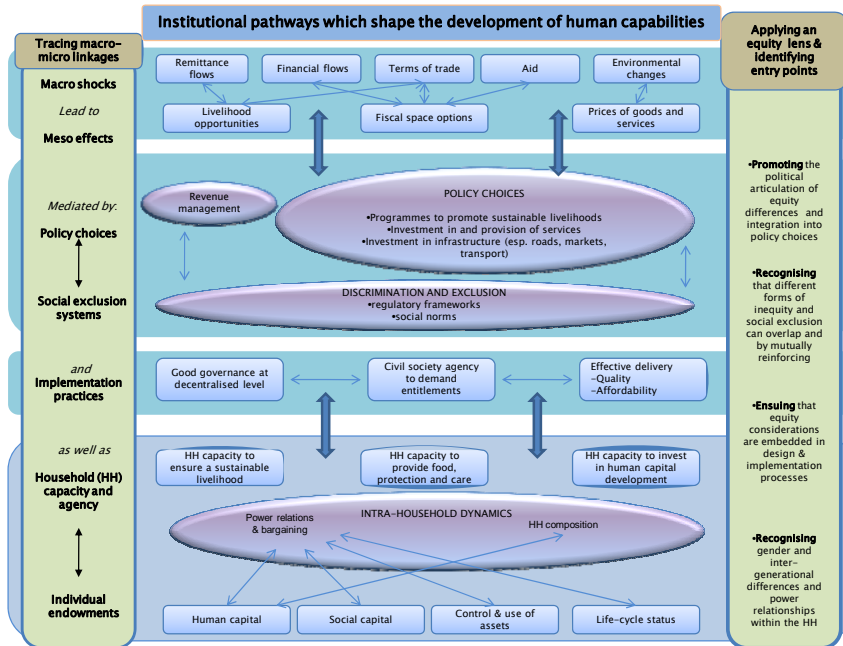 Institutional pathways which shape the development of human capabilities
Tracing macro-
micro linkages
Macro shocks
Lead to
Meso effects
Mediated by:
Policy choices
Social exclusion
systems
and
Implementation
practices
as well as
Household (HH)
capacity and
agency
Individual
endowments
Remittance
flows
Financial flows
Terms of trade
Aid
Environmental
changes
Livelihood
opportunities
Fiscal space options
Prices of goods and
services
Revenue
management
POLICY CHOICES
•Programmes to promote sustainable livelihoods
•Investment in and provision of services
•Investment in infrastructure (esp. roads, markets,
transport)
DISCRIMINATION AND EXCLUSION
•regulatory frameworks
•social norms
Good governance at
decentralised level
Civil society agency
to demand
entitlements
Effective delivery
-Quality
-Affordability
HH capacity to
ensure a sustainable
livelihood
HH capacity to
provide food,
protection and care
HH capacity to invest
in human capital
development
INTRA-HOUSEHOLD DYNAMICS
Power relations
& bargaining
HH composition
Human capital
Social capital
Control & use of
assets
Life-cycle status
Applying an
equity lens &
identifying
entry points
•Promoting the
political
articulation of
equity
differences and
integration into
policy choices
•Recognising
that different
forms of
inequity and
social exclusion
can overlap and
by mutually
reinforcing
•Ensuing that
equity
considerations
are embedded in
design &
implementation
processes
•Recognising
gender and
inter-
generational
differences and
power
relationships
within the HH